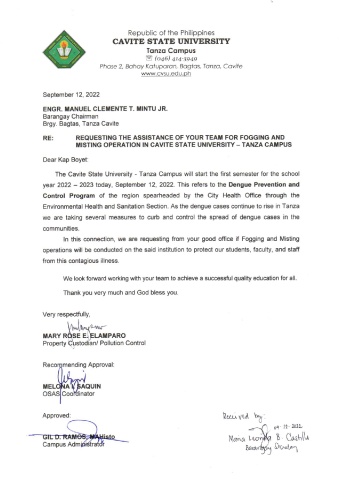 Republic of the Philippines
CAVITE STATE UNIVERSITY
Tanza Campus
☏ (046) 414-3949
Phase 2, Bahay Katuparan, Bagtas, Tanza, Cavite
www.cvsu.edu.ph
September 12, 2022
ENGR. MANUEL CLEMENTE T. MINTU JR.
Barangay Chairman
Brgy. Bagtas, Tanza Cavite
RE: REQUESTING THE ASSISTANCE OF YOUR TEAM FOR FOGGING AND
MISTING OPERATION IN CAVITE STATE UNIVERSITY – TANZA CAMPUS
Dear Kap Boyet:
The Cavite State University - Tanza Campus will start the first semester for the school
year 2022 – 2023 today, September 12, 2022. This refers to the Dengue Prevention and
Control Program of the region spearheaded by the City Health Office through the
Environmental Health and Sanitation Section. As the dengue cases continue to rise in Tanza
we are taking several measures to curb and control the spread of dengue cases in the
communities.
In this connection, we are requesting from your good office if Fogging and Misting
operations will be conducted on the said institution to protect our students, faculty, and staff
from this contagious illness.
We look forward working with your team to achieve a successful quality education for all.
Thank you very much and God bless you.
Very respectfully,
MARY ROSE E. ELAMPARO
Property Custodian/ Pollution Control
Recommending Approval:
MELONA I. SAQUIN
OSAS Coordinator
Approved:
GIL D. RAMOS, MAHisto
Campus Administrator
Received by:
09-12-2022
Mona B. Castillo
Barangay